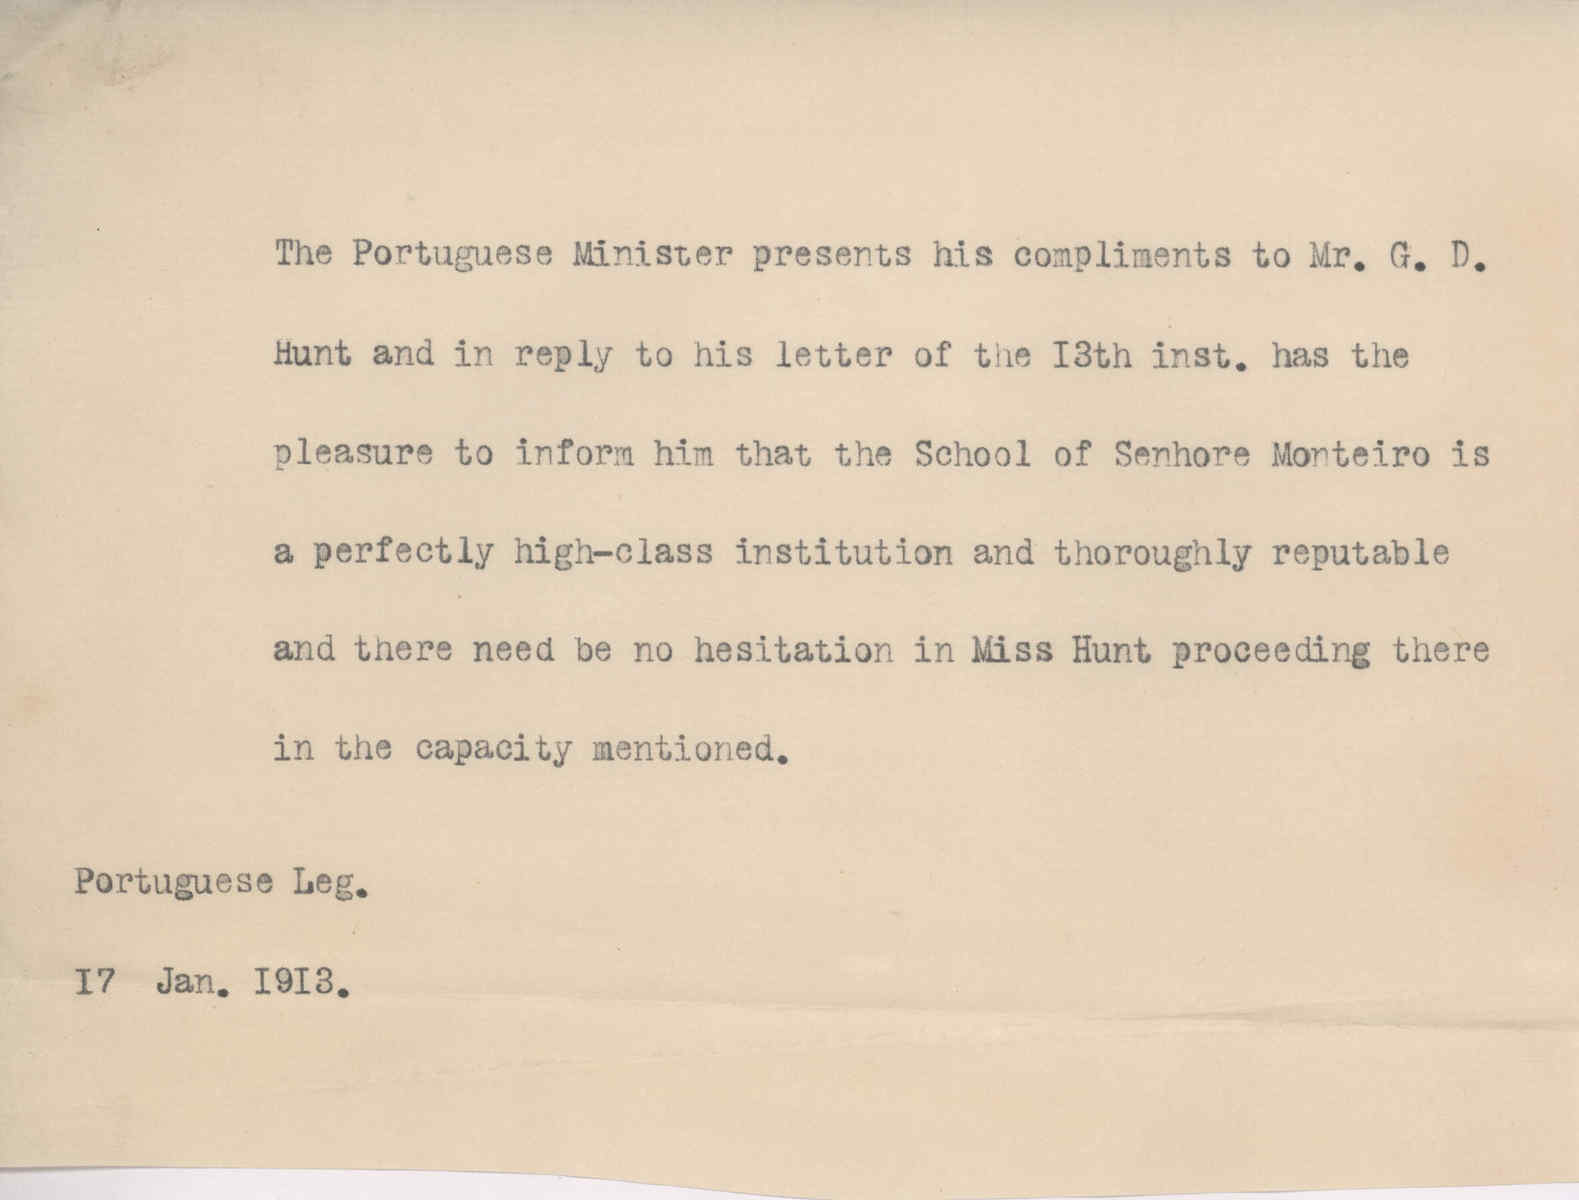 The Portuguese Minister presents his compliments to Mr. G. D.
Hunt and in reply to his letter of the I3th inst. has the
pleasure to inform him that the School of Senhore Monteiro is
a perfectly high-class institution and thoroughly reputable
and there need be no hesitation in Miss Hunt proceeding there
in the capacity mentioned.
Portuguese Leg.
I7 Jan. I9I3.